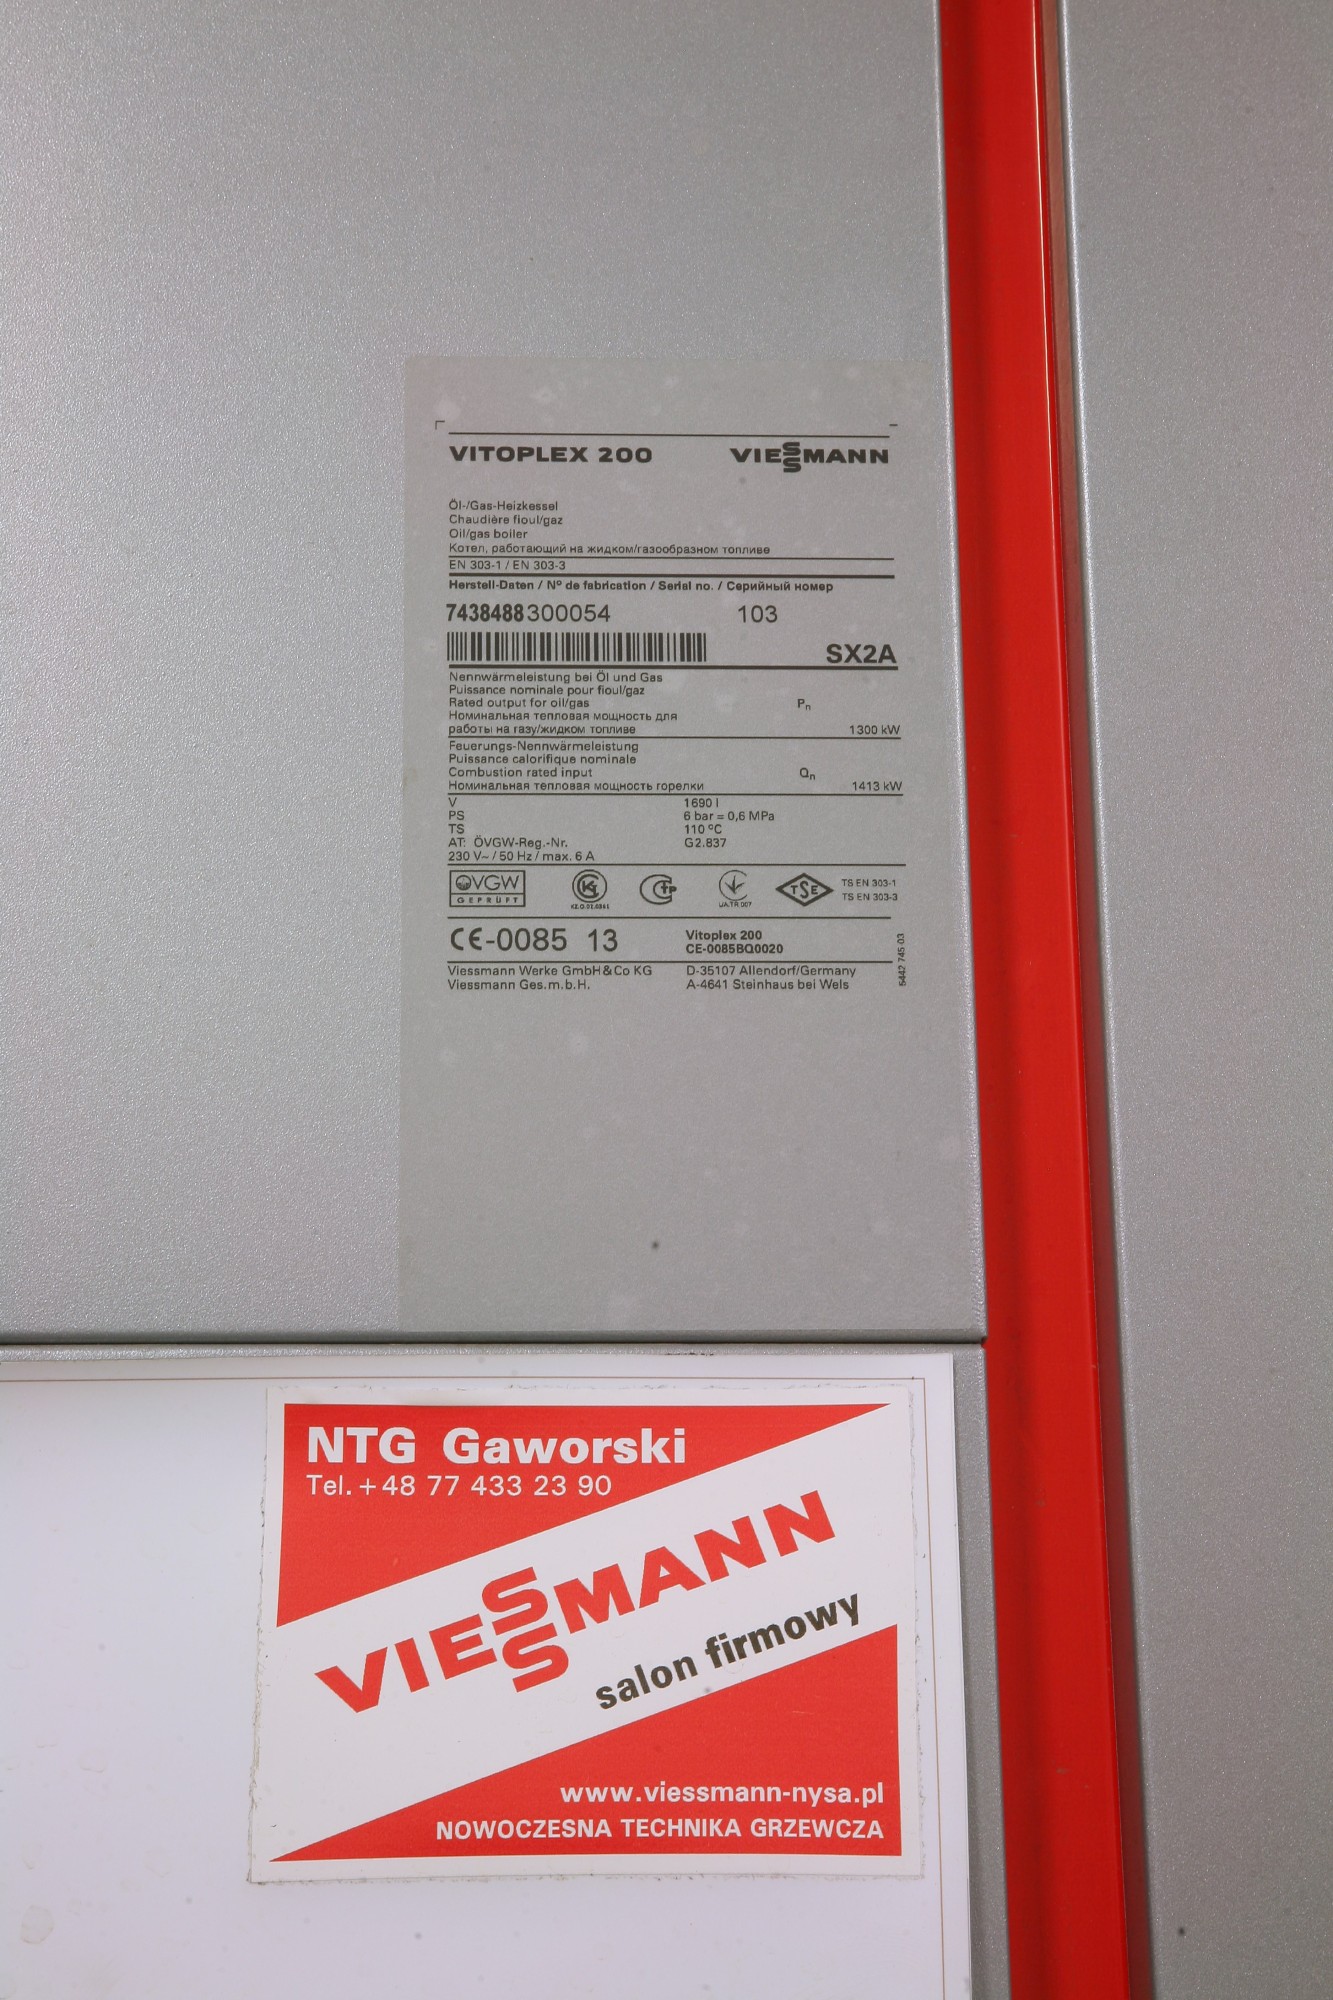 VITOPLEX 200 VIESSMANN
Öl-/Gas-Heizkessel
Chaudière fioul/gaz
Oil/gas boiler
Котел, работающий на жидком/газообразном топливе
EN 303-1 / EN 303-3
Herstell-Daten / Nº de fabrication / Serial no. / Серийный номер
7438488300054 103
SX2A
Nennwärmeleistung bei Öl und Gas
Puissance nominale pour fioul/gaz
Rated output for oil/gas Pn
Номинальная тепловая мощность для
работы на газу/жидком топливе 1300 kW
Feuerungs-Nennwärmeleistung
Puissance calorifique nominale
Combustion rated input Qn
Номинальная тепловая мощность горелки 1413 kW
V 1690 l
PS 6 bar = 0,6 MPa
TS 110 ºC
AT: ÖVGW-Reg.-Nr. G2.837
230 V~ / 50 Hz / max. 6 A
ÖVGW TSE TS EN 303-1
GEPRÜFT UA.TR.007 TS EN 303-3
CE-0085 13 Vitoplex 200
CE-0085BQ0020
Viessmann Werke GmbH & Co KG D-35107 Allendorf/Germany
Viessmann Ges.m.b.H. A-4641 Steinhaus bei Wels
5442 745 03
NTG Gaworski
Tel. +48 77 433 23 90
VIESSMANN
salon firmowy
www.viessmann-nysa.pl
NOWOCZESNA TECHNIKA GRZEWCZA